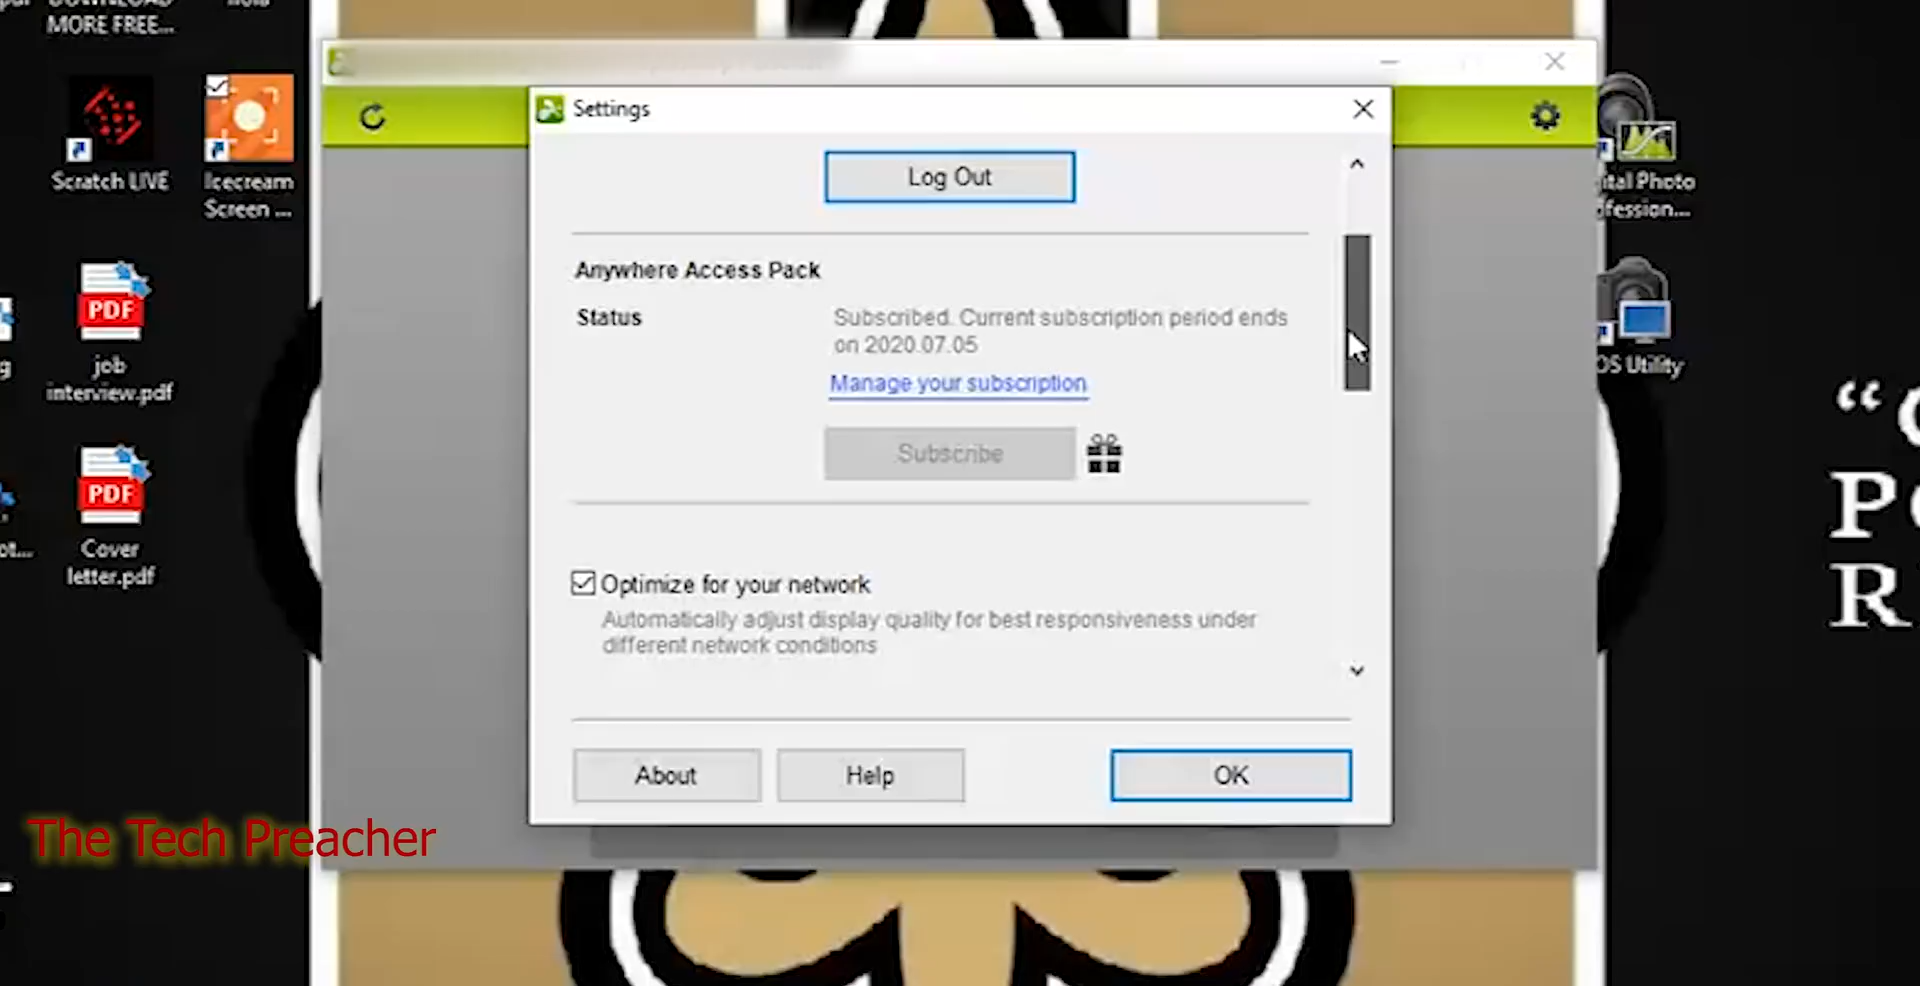 MORE FREE...
Scratch LIVE
Icecream
Screen ...
PDF
job
interview.pdf
PDF
Cover
letter.pdf
Settings
Log Out
Anywhere Access Pack
Status
Subscribed. Current subscription period ends
on 2020.07.05
Manage your subscription
Subscribe
Optimize for your network
Automatically adjust display quality for best responsiveness under
different network conditions
About
Help
OK
ital Photo
fession...
OS Utility
The Tech Preacher